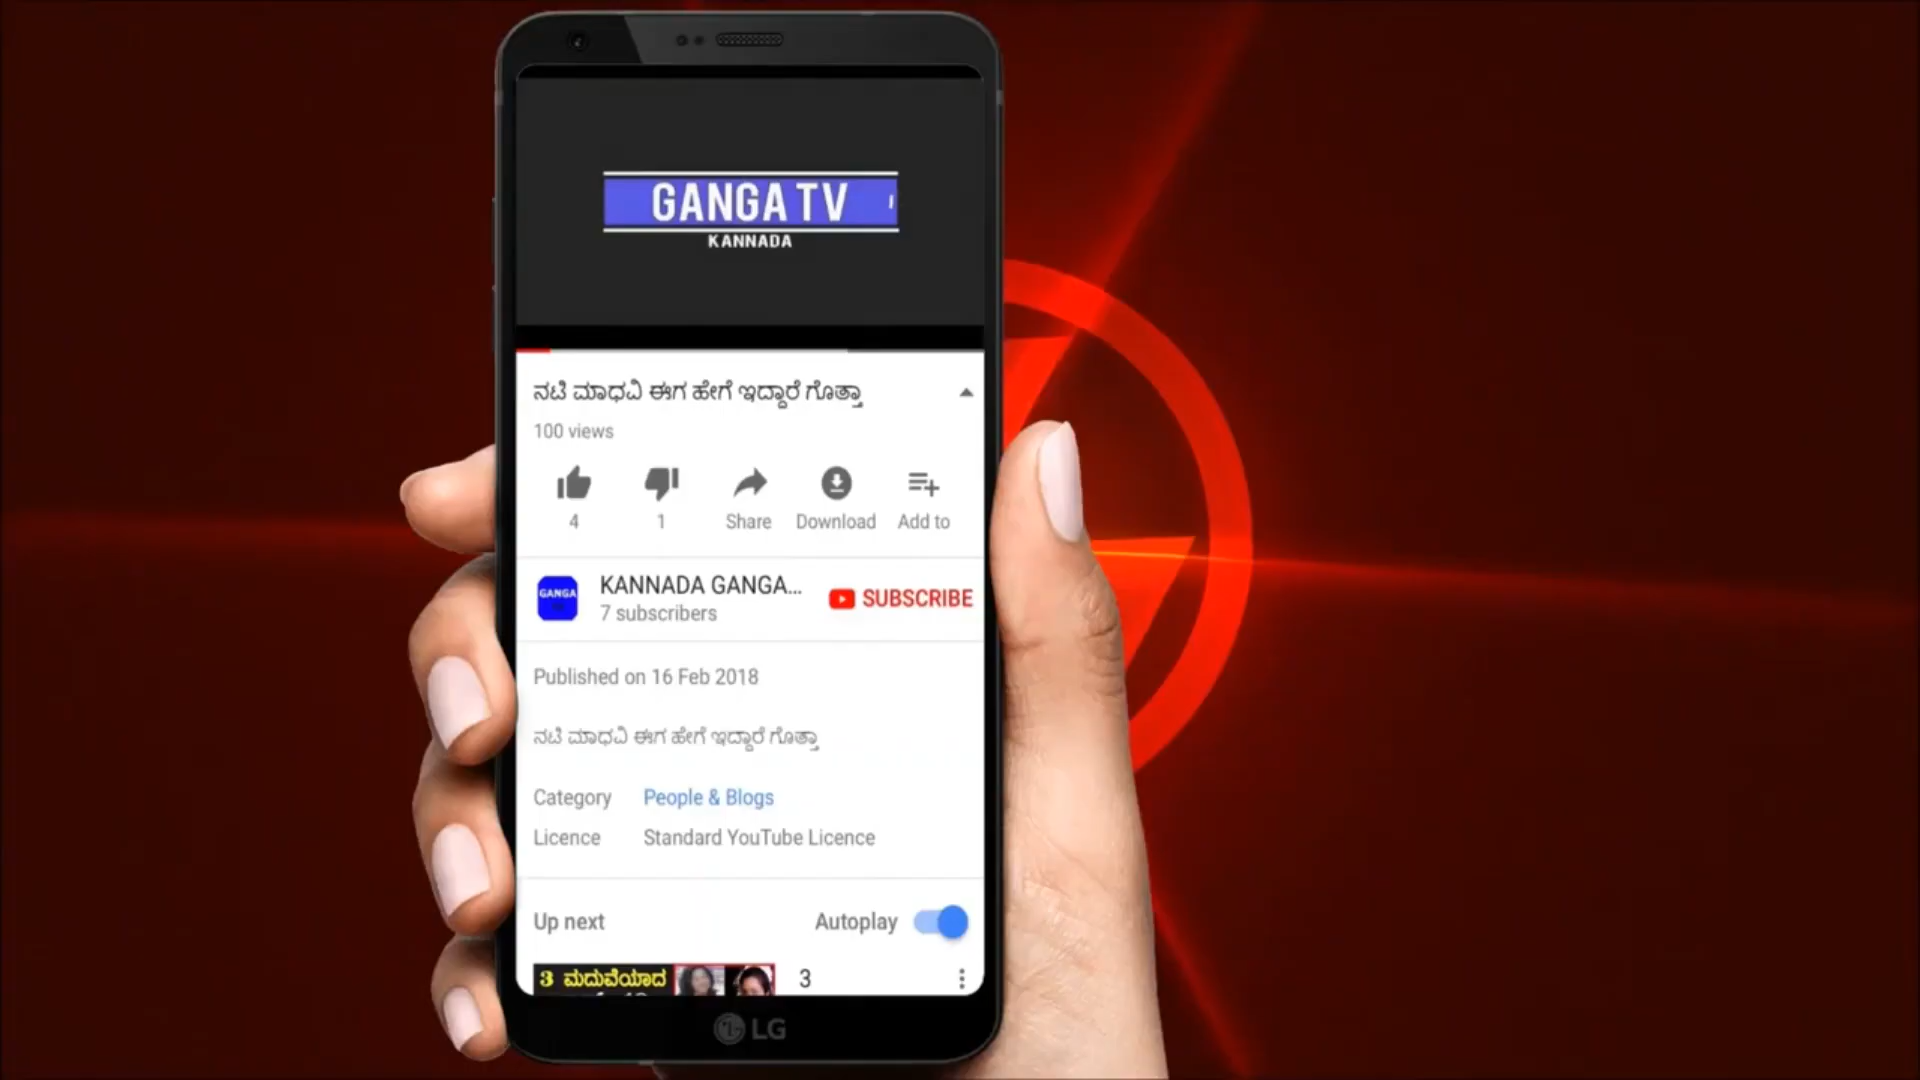 GANGA TV
KANNADA
ನಟಿ ಮಾಧವಿ ಈಗ ಹೇಗೆ ಇದ್ದಾರೆ ಗೊತ್ತಾ
100 views
4 1 Share Download Add to
GANGA
KANNADA GANGA...
SUBSCRIBE
7 subscribers
Published on 16 Feb 2018
ನಟಿ ಮಾಧವಿ ಈಗ ಹೇಗೆ ಇದ್ದಾರೆ ಗೊತ್ತಾ
Category People & Blogs
Licence Standard YouTube Licence
Up next Autoplay
3 ಮದುವೆಯಾದ 3
LG